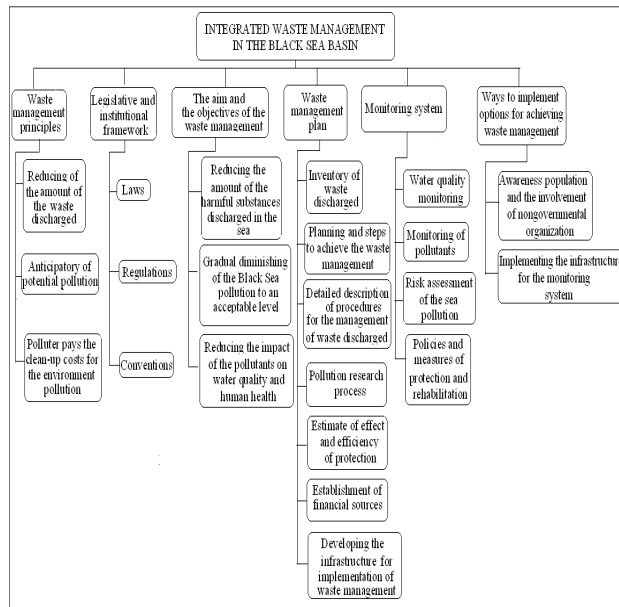 INTEGRATED WASTE MANAGEMENT
IN THE BLACK SEA BASIN
Waste
management
principles
Reducing of
the amount of
the waste
discharged
Anticipatory of
potential pollution
Polluter pays the
clean-up costs for
the environment
pollution
Legislative and
institutional
framework
Laws
Regulations
Conventions
The aim and
the objectives of the
waste management
Reducing the
amount of the
harmful substances
discharged in the
sea
Gradual diminishing
of the Black Sea
pollution to an
acceptable level
Reducing the impact
of the pollutants on
water quality and
human health
Waste
management
plan
Inventory of
waste
discharged
Planning and steps
to achieve the waste
management
Detailed description
of procedures for
the management
of waste discharged
Pollution research
process
Estimate of effect
and efficiency
of protection
Establishment of
financial sources
Developing the
infrastructure for
implementation of
waste management
Monitoring system
Water quality
monitoring
Monitoring of
pollutants
Risk assessment
of the sea
pollution
Policies and
measures of
protection and
rehabilitation
Ways to implement
options for achieving
waste management
Awareness population
and the involvement
of nongovernmental
organization
Implementing the infrastructure
for the monitoring
system